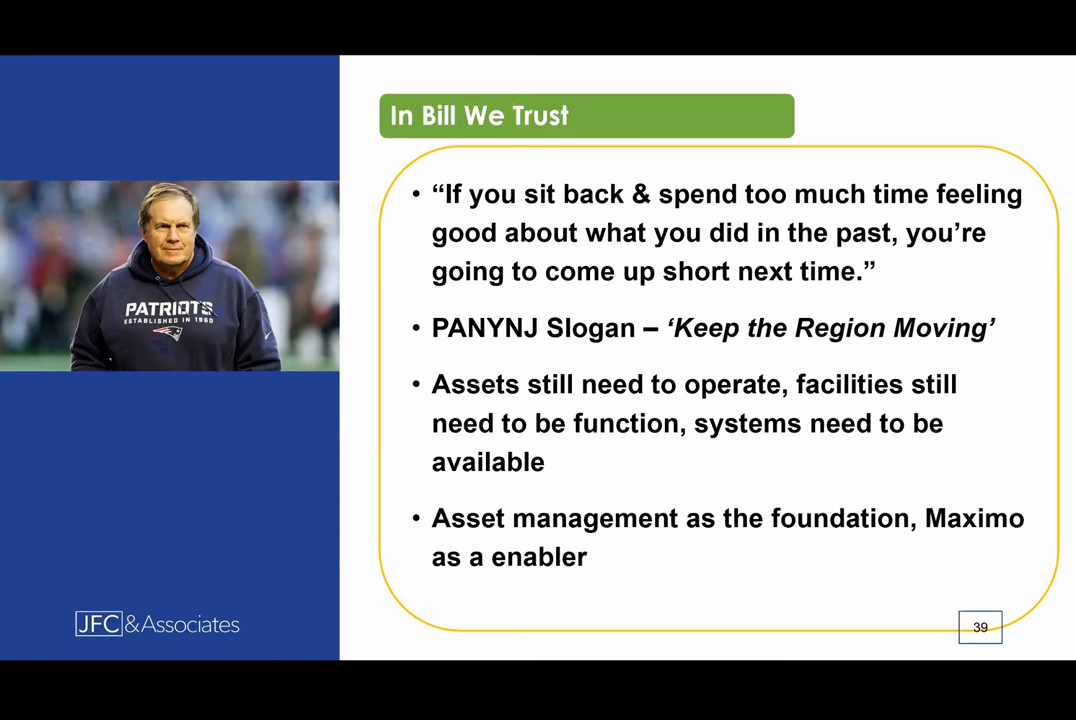 In Bill We Trust
• “If you sit back & spend too much time feeling
good about what you did in the past, you’re
going to come up short next time.”
• PANYNJ Slogan – ‘Keep the Region Moving’
• Assets still need to operate, facilities still
need to be function, systems need to be
available
• Asset management as the foundation, Maximo
as a enabler
PATRIOTS
ESTABLISHED IN 1960
JFC&Associates
39